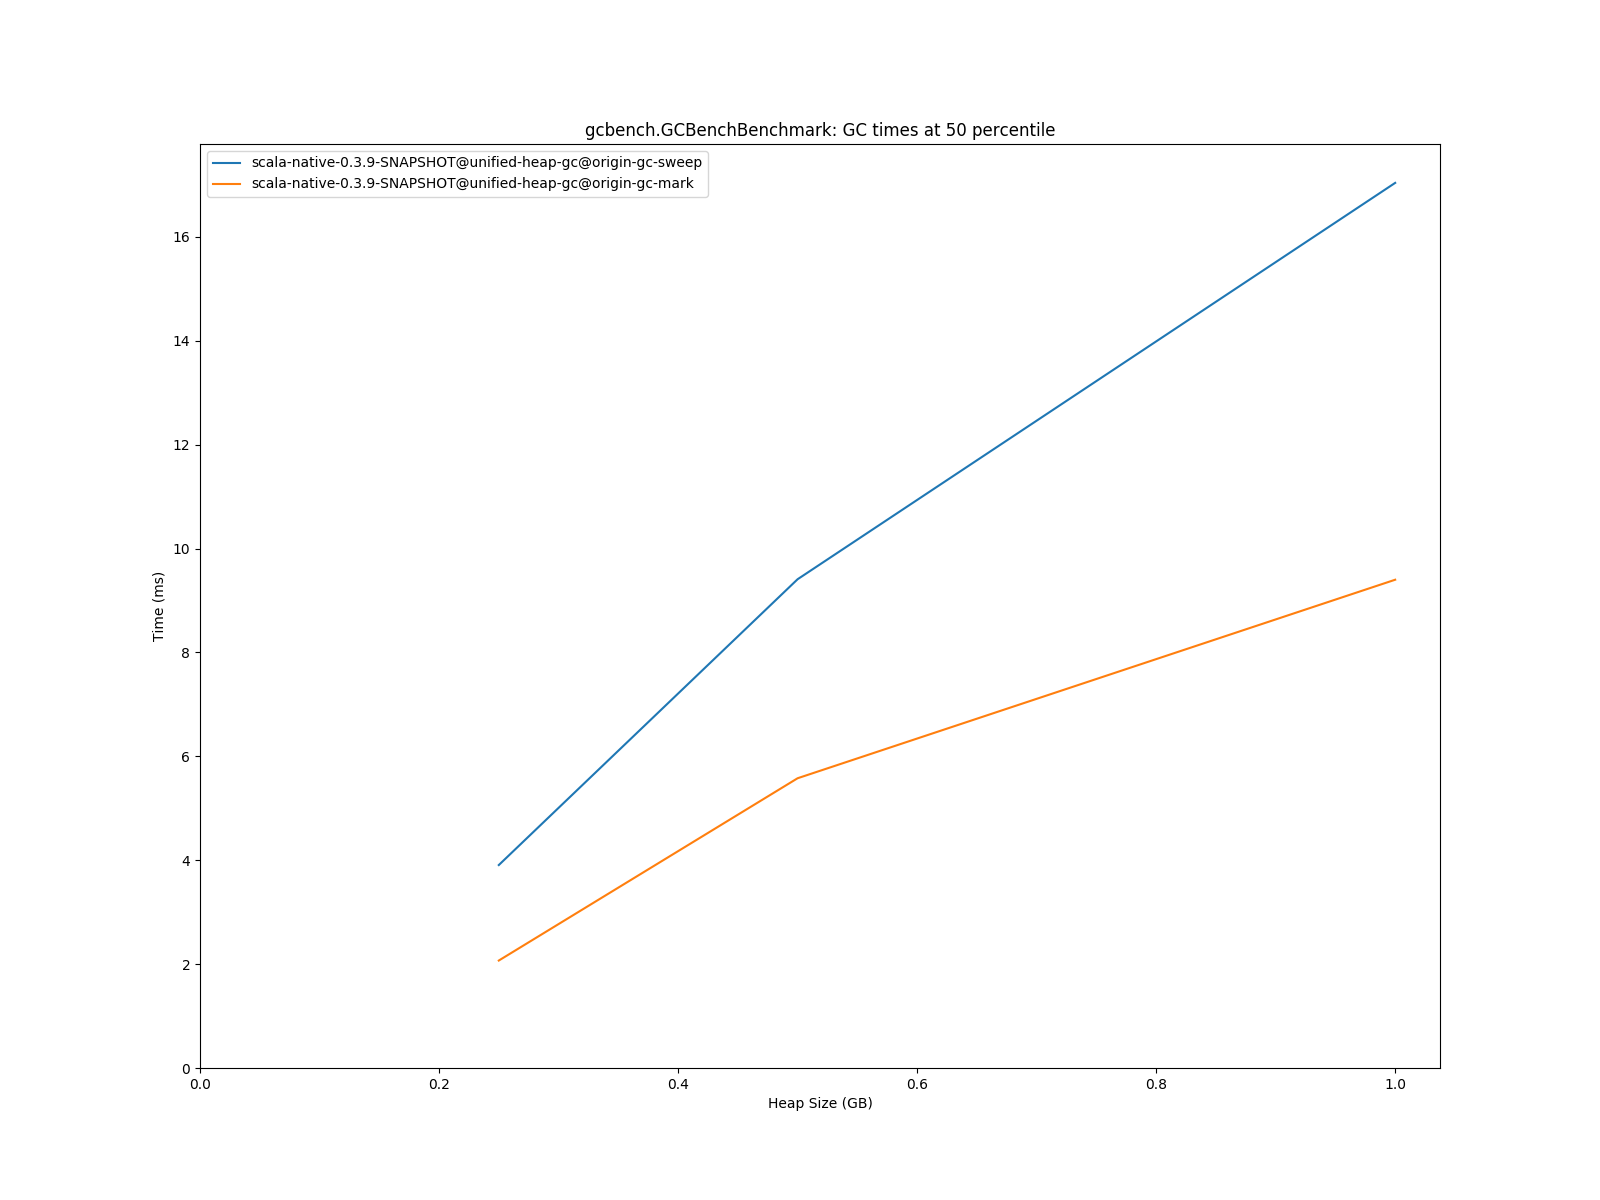 gcbench.GCBenchBenchmark: GC times at 50 percentile
scala-native-0.3.9-SNAPSHOT@unified-heap-gc@origin-gc-sweep
scala-native-0.3.9-SNAPSHOT@unified-heap-gc@origin-gc-mark
16
14
12
10
8
6
4
2
0
Time (ms)
0.0 0.2 0.4 0.6 0.8 1.0
Heap Size (GB)